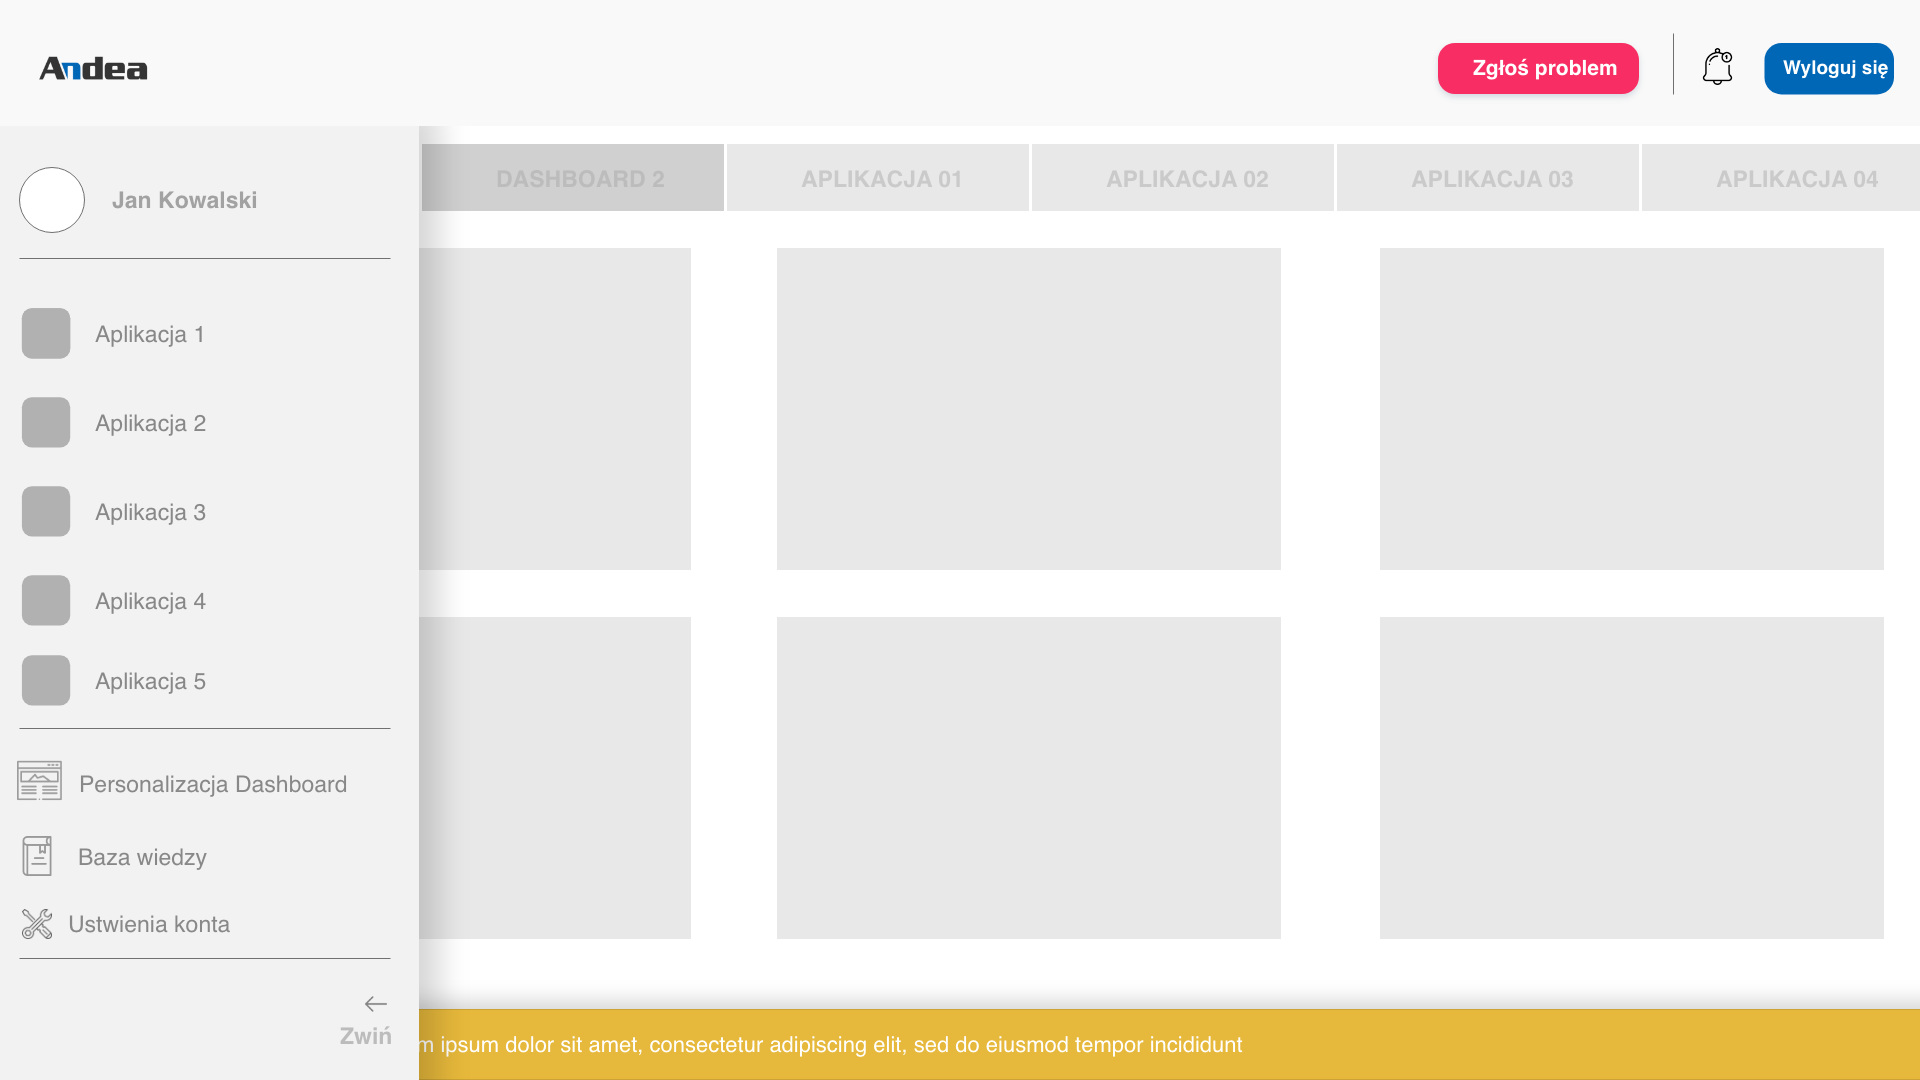 Andea
Zgłoś problem
Wyloguj się
Jan Kowalski
DASHBOARD 2
APLIKACJA 01
APLIKACJA 02
APLIKACJA 03
APLIKACJA 04
Aplikacja 1
Aplikacja 2
Aplikacja 3
Aplikacja 4
Aplikacja 5
Personalizacja Dashboard
Baza wiedzy
Ustwienia konta
Zwiń
m ipsum dolor sit amet, consectetur adipiscing elit, sed do eiusmod tempor incididunt